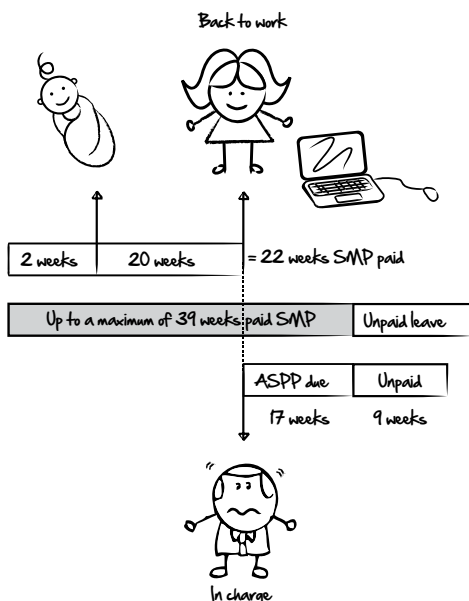 Back to work
2 weeks
20 weeks
= 22 weeks SMP paid
Up to a maximum of 39 weeks paid SMP
Unpaid leave
ASPP due
Unpaid
17 weeks
9 weeks
In charge